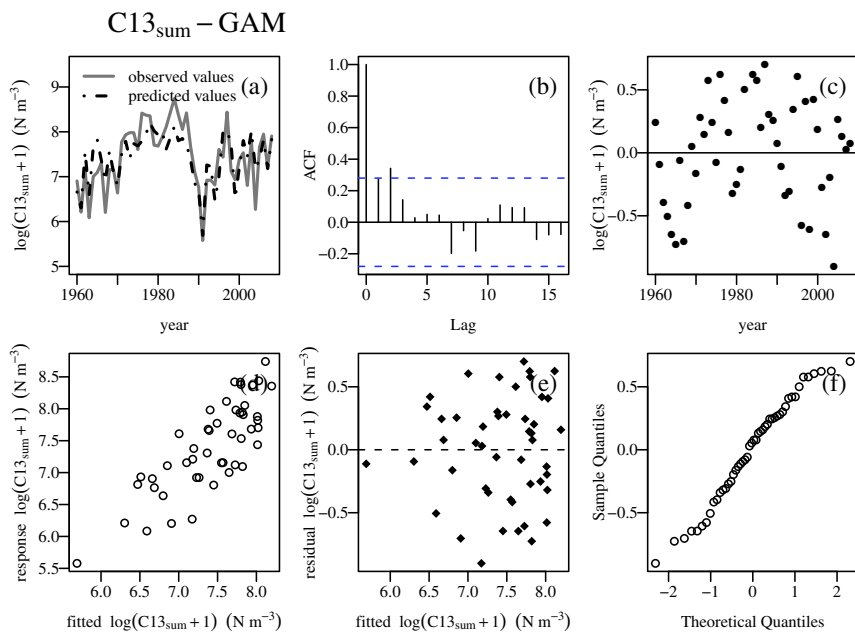 C13sum − GAM
log(C13sum + 1) (N m−3)
9
8
7
6
5
observed values
predicted values
(a)
1960 1980 2000
year
ACF
1.0
0.8
0.6
0.4
0.2
0.0
−0.2
(b)
0 5 10 15
Lag
log(C13sum + 1) (N m−3)
0.5
0.0
−0.5
(c)
1960 1980 2000
year
response log(C13sum + 1) (N m−3)
8.5
8.0
7.5
7.0
6.5
6.0
5.5
(d)
6.0 6.5 7.0 7.5 8.0
fitted log(C13sum + 1) (N m−3)
residual log(C13sum + 1) (N m−3)
0.5
0.0
−0.5
(e)
6.0 6.5 7.0 7.5 8.0
fitted log(C13sum + 1) (N m−3)
Sample Quantiles
0.5
0.0
−0.5
(f)
−2 −1 0 1 2
Theoretical Quantiles